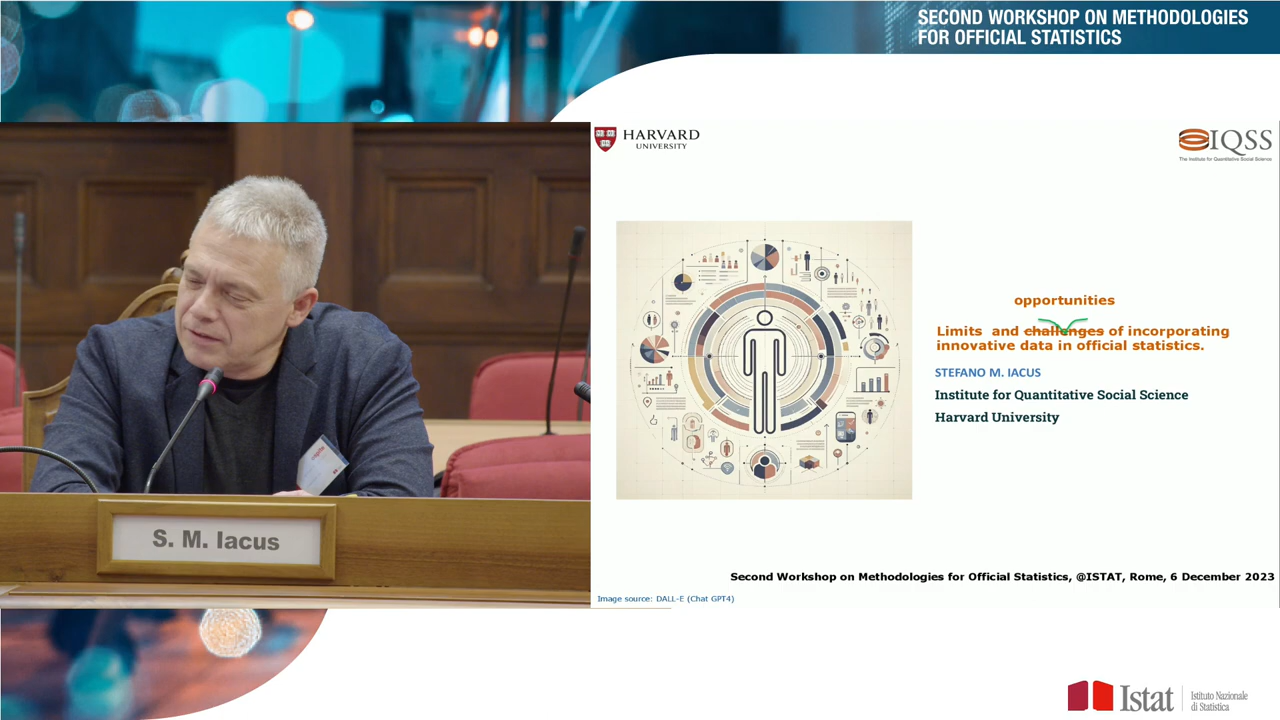 SECOND WORKSHOP ON METHODOLOGIES
FOR OFFICIAL STATISTICS
HARVARD
UNIVERSITY
IQSS
The Institute for Quantitative Social Science
opportunities
Limits and challenges of incorporating
innovative data in official statistics.
STEFANO M. IACUS
Institute for Quantitative Social Science
Harvard University
S. M. Iacus
Second Workshop on Methodologies for Official Statistics, @ISTAT, Rome, 6 December 2023
Image source: DALL-E (Chat GPT4)
Istat
Istituto Nazionale
di Statistica